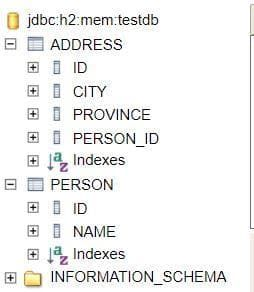 jdbc:h2:mem:testdb
ADDRESS
ID
CITY
PROVINCE
PERSON_ID
Indexes
PERSON
ID
NAME
Indexes
INFORMATION_SCHEMA